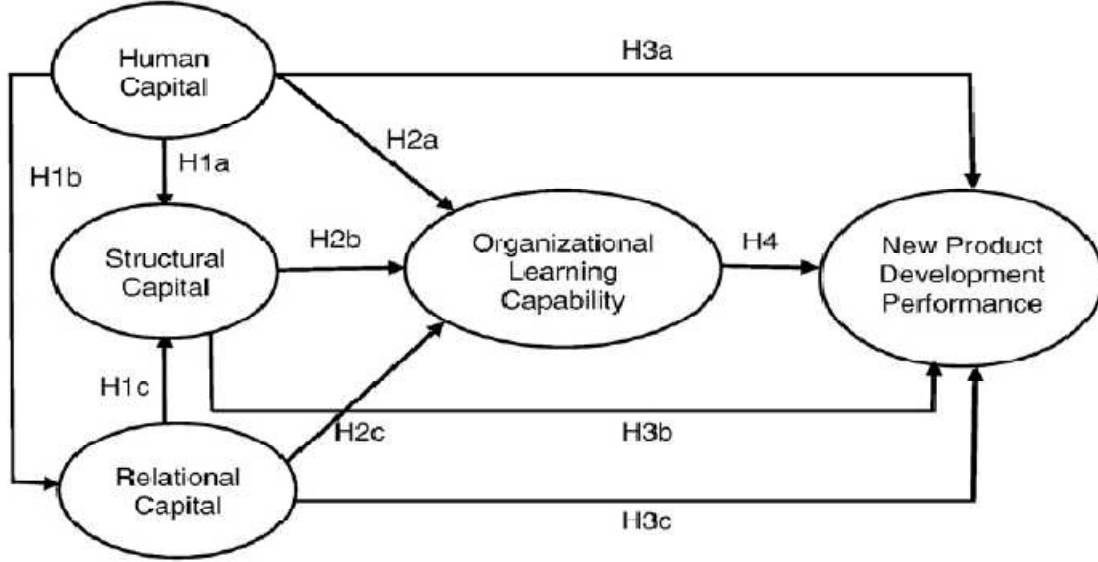 Human
Capital
H3a
H2a
H1a
H1b
Structural
Capital
H2b
Organizational
Learning
Capability
H4
New Product
Development
Performance
H1c
H2c
H3b
Relational
Capital
H3c